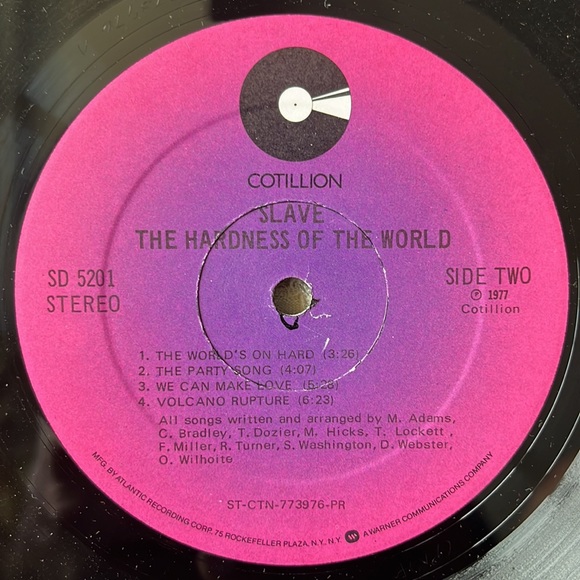 COTILLION
SLAVE
THE HARDNESS OF THE WORLD
SD 5201
STEREO
SIDE TWO
℗ 1977
Cotillion
1. THE WORLD'S ON HARD (3:26)
2. THE PARTY SONG (4:07)
3. WE CAN MAKE LOVE (5:28)
4. VOLCANO RUPTURE (6:23)
All songs written and arranged by M. Adams,
C. Bradley, T. Dozier, M. Hicks, T. Lockett,
F. Miller, R. Turner, S. Washington, D. Webster,
O. Wilhoite
ST-CTN-773976-PR
MFG. BY ATLANTIC RECORDING CORP. 75 ROCKEFELLER PLAZA, N.Y., N.Y. A WARNER COMMUNICATIONS COMPANY